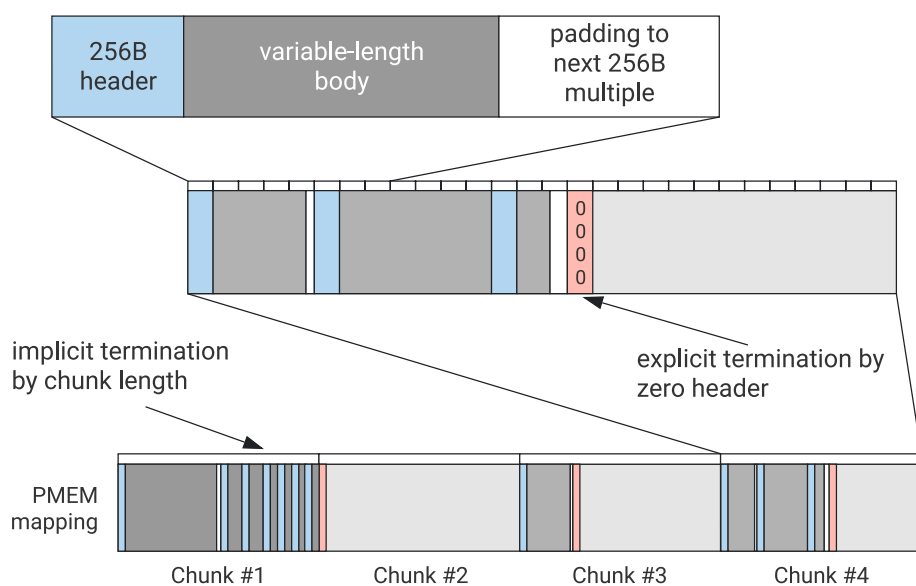 256B
header
variable-length
body
padding to
next 256B
multiple
0
0
0
0
implicit termination
by chunk length
explicit termination by
zero header
PMEM
mapping
Chunk #1
Chunk #2
Chunk #3
Chunk #4